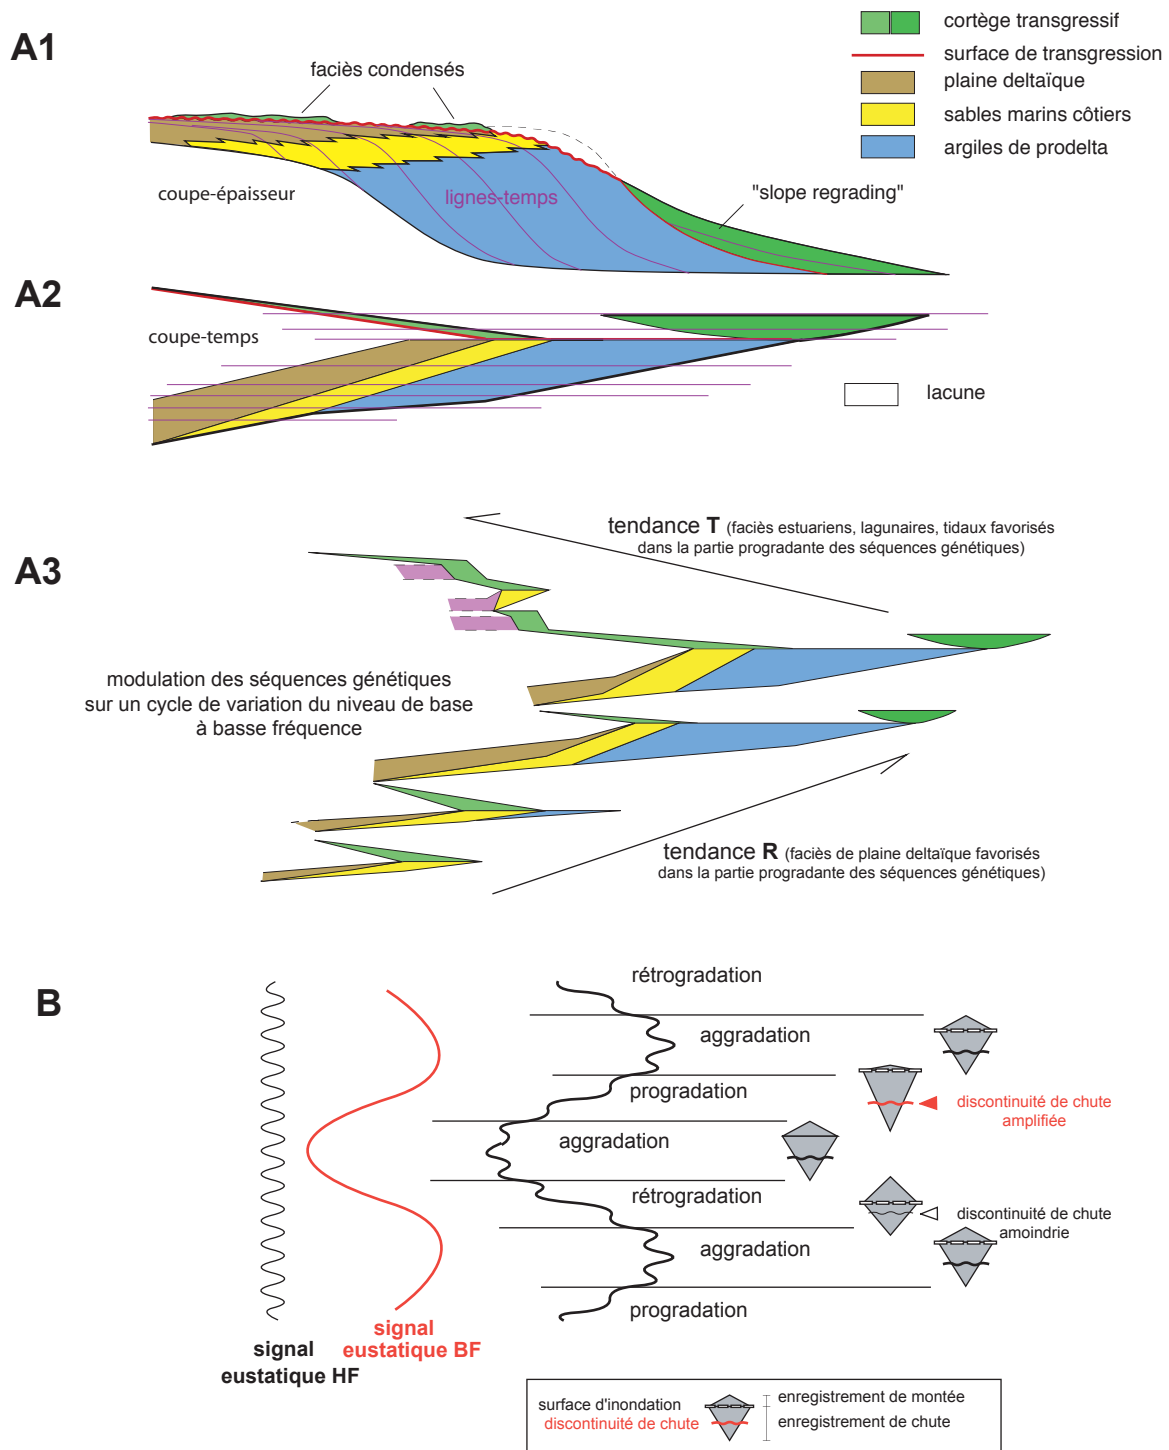 A1
cortège transgressif
surface de transgression
plaine deltaïque
sables marins côtiers
argiles de prodelta
faciès condensés
coupe-épaisseur
lignes-temps
"slope regrading"
A2
coupe-temps
lacune
A3
tendance T (faciès estuariens, lagunaires, tidaux favorisés
dans la partie progradante des séquences génétiques)
modulation des séquences génétiques
sur un cycle de variation du niveau de base
à basse fréquence
tendance R (faciès de plaine deltaïque favorisés
dans la partie progradante des séquences génétiques)
B
rétrogradation
aggradation
progradation
discontinuité de chute
amplifiée
aggradation
rétrogradation
discontinuité de chute
amoindrie
aggradation
progradation
signal
eustatique BF
signal
eustatique HF
surface d'inondation
discontinuité de chute
enregistrement de montée
enregistrement de chute